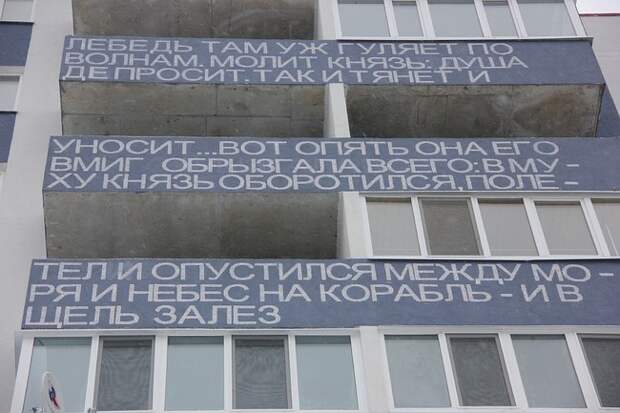 ЛЕБЕДЬ ТАМ УЖ ГУЛЯЕТ ПО
ВОЛНАМ. МОЛИТ КНЯЗЬ: ДУША
ДЕ ПРОСИТ, ТАК И ТЯНЕТ И
УНОСИТ...ВОТ ОПЯТЬ ОНА ЕГО
ВМИГ ОБРЫЗГАЛА ВСЕГО: В МУ-
ХУ КНЯЗЬ ОБОРОТИЛСЯ, ПОЛЕ-
ТЕЛ И ОПУСТИЛСЯ МЕЖДУ МО-
РЯ И НЕБЕС НА КОРАБЛЬ - И В
ЩЕЛЬ ЗАЛЕЗ